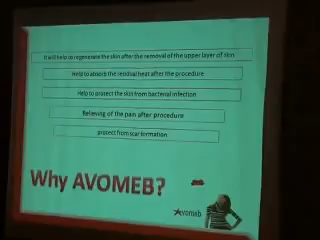 It will help to regenerate the skin after the removal of the upper layer of skin.
Help to absorb the residual heat after the procedure
Help to protect the skin from bacterial infection
Relieving of the pain after procedure
protect from scar formation
Why AVOMEB?
Avomeb